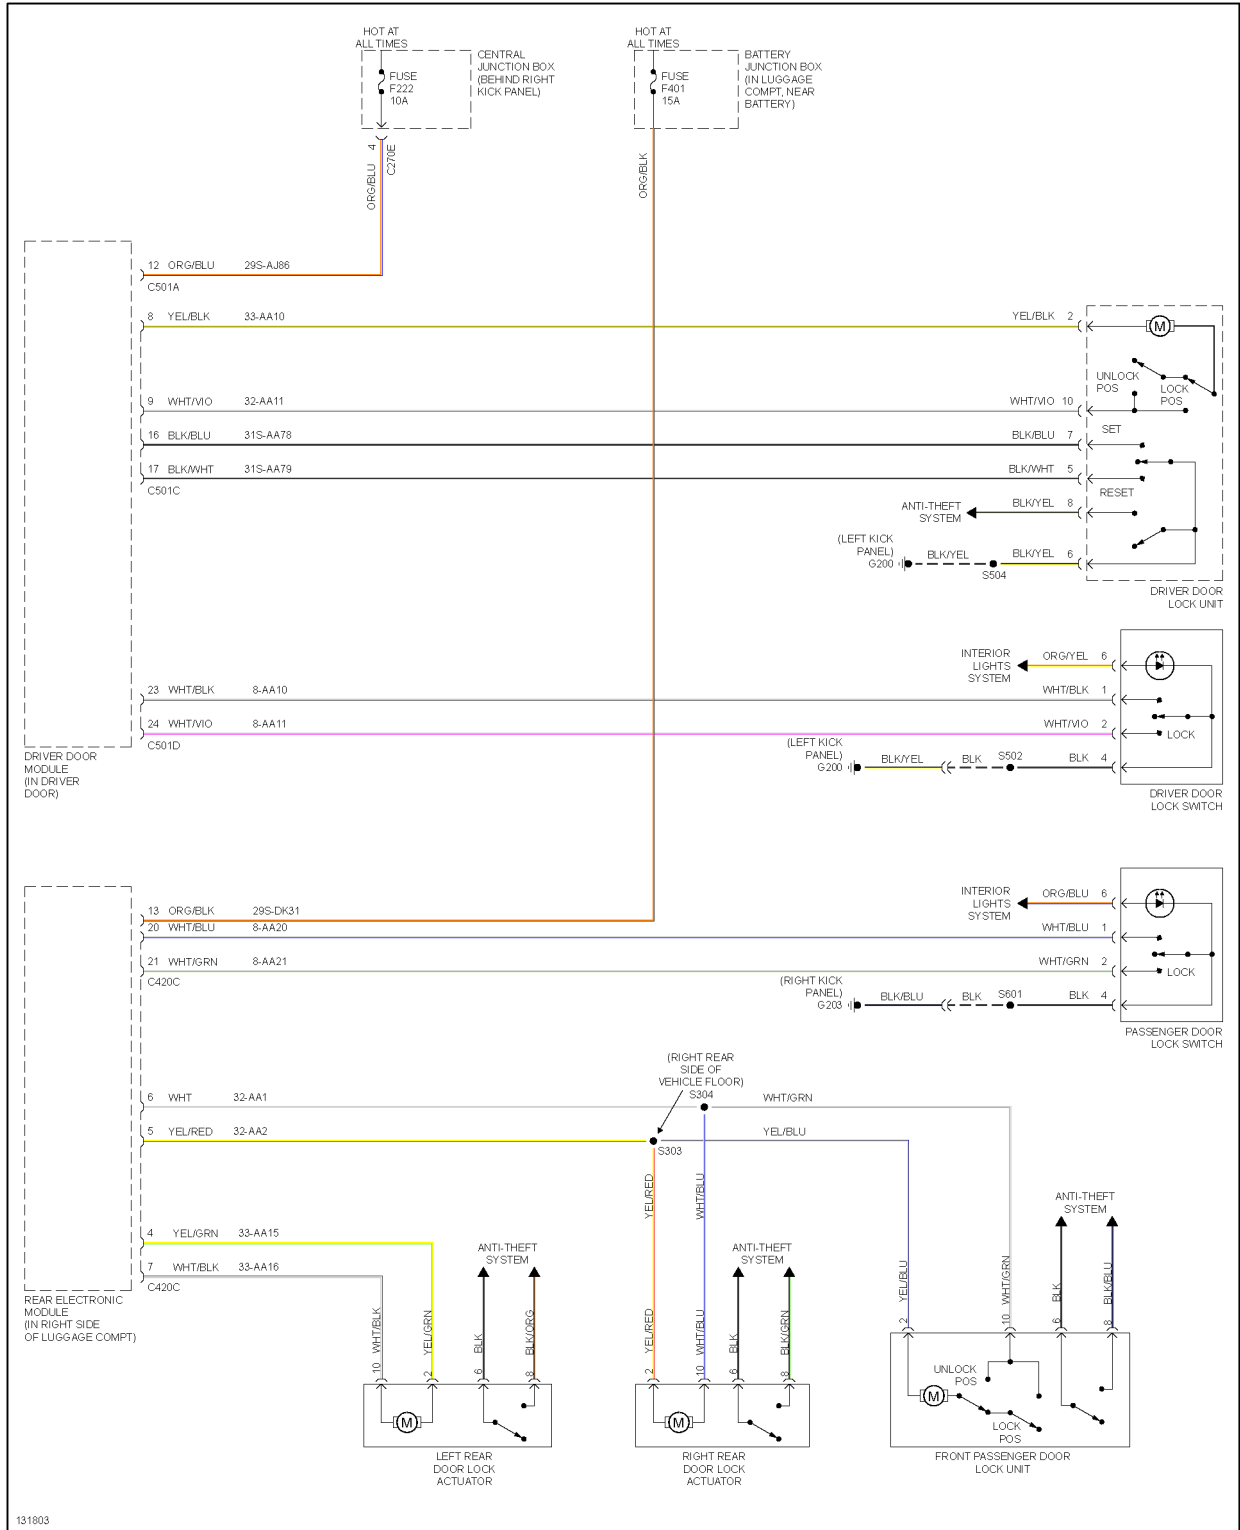 HOT AT
ALL TIMES
FUSE
F222
10A
CENTRAL
JUNCTION BOX
(BEHIND RIGHT
KICK PANEL)
4
C270E
ORG/BLU
HOT AT
ALL TIMES
FUSE
F401
15A
BATTERY
JUNCTION BOX
(IN LUGGAGE
COMPT, NEAR
BATTERY)
ORG/BLK
12 ORG/BLU 29S-AJ86
C501A
8 YEL/BLK 33-AA10
YEL/BLK 2
M
UNLOCK
POS
LOCK
POS
9 WHT/VIO 32-AA11
WHT/VIO 10
SET
16 BLK/BLU 31S-AA78
BLK/BLU 7
17 BLK/WHT 31S-AA79
C501C
BLK/WHT 5
RESET
ANTI-THEFT
SYSTEM
BLK/YEL 8
(LEFT KICK
PANEL)
G200
BLK/YEL
S504
BLK/YEL 6
DRIVER DOOR
LOCK UNIT
INTERIOR
LIGHTS
SYSTEM
ORG/YEL 6
23 WHT/BLK 8-AA10
WHT/BLK 1
24 WHT/VIO 8-AA11
C501D
WHT/VIO 2
LOCK
(LEFT KICK
PANEL)
G200
BLK/YEL
BLK
S502
BLK 4
DRIVER DOOR
MODULE
(IN DRIVER
DOOR)
DRIVER DOOR
LOCK SWITCH
13 ORG/BLK 29S-DK31
20 WHT/BLU 8-AA20
21 WHT/GRN 8-AA21
C420C
INTERIOR
LIGHTS
SYSTEM
ORG/BLU 6
WHT/BLU 1
WHT/GRN 2
LOCK
(RIGHT KICK
PANEL)
G203
BLK/BLU
BLK
S601
BLK 4
PASSENGER DOOR
LOCK SWITCH
(RIGHT REAR
SIDE OF
VEHICLE FLOOR)
S304
6 WHT 32-AA1
WHT/GRN
5 YEL/RED 32-AA2
S303
YEL/BLU
YEL/RED
WHT/BLU
4 YEL/GRN 33-AA15
7 WHT/BLK 33-AA16
C420C
REAR ELECTRONIC
MODULE
(IN RIGHT SIDE
OF LUGGAGE COMPT)
ANTI-THEFT
SYSTEM
10 WHT/BLK
2 YEL/GRN
6 BLK
8 BLK/ORG
M
LEFT REAR
DOOR LOCK
ACTUATOR
ANTI-THEFT
SYSTEM
2 YEL/RED
10 WHT/BLU
6 BLK
8 BLK/GRN
M
RIGHT REAR
DOOR LOCK
ACTUATOR
ANTI-THEFT
SYSTEM
2 YEL/BLU
10 WHT/GRN
6 BLK
8 BLK/BLU
UNLOCK
POS
M
LOCK
POS
FRONT PASSENGER DOOR
LOCK UNIT
131803